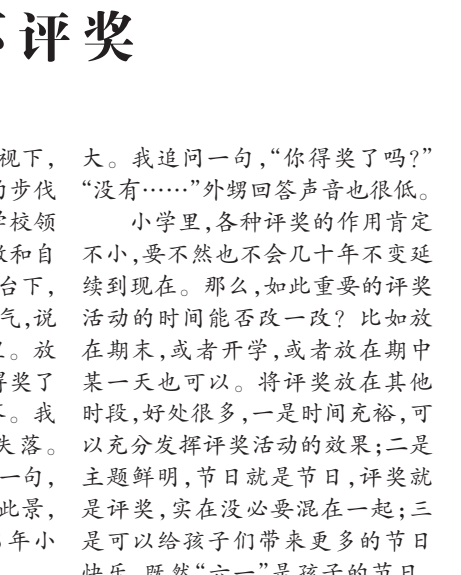 评奖
视下,
步伐
学校领
和自
台下,
气,说
。放
得奖了
。我
失落。
一句,
此景,
年小
大。我追问一句,“你得奖了吗?”
“没有……”外甥回答声音也很低。
小学里,各种评奖的作用肯定
不小,要不然也不会几十年不变延
续到现在。那么,如此重要的评奖
活动的时间能否改一改?比如放
在期末,或者开学,或者放在期中
某一天也可以。将评奖放在其他
时段,好处很多,一是时间充裕,可
以充分发挥评奖活动的效果;二是
主题鲜明,节日就是节日,评奖就
是评奖,实在没必要混在一起;三
是可以给孩子们带来更多的节日
快乐,既然“六一”是孩子的节日,